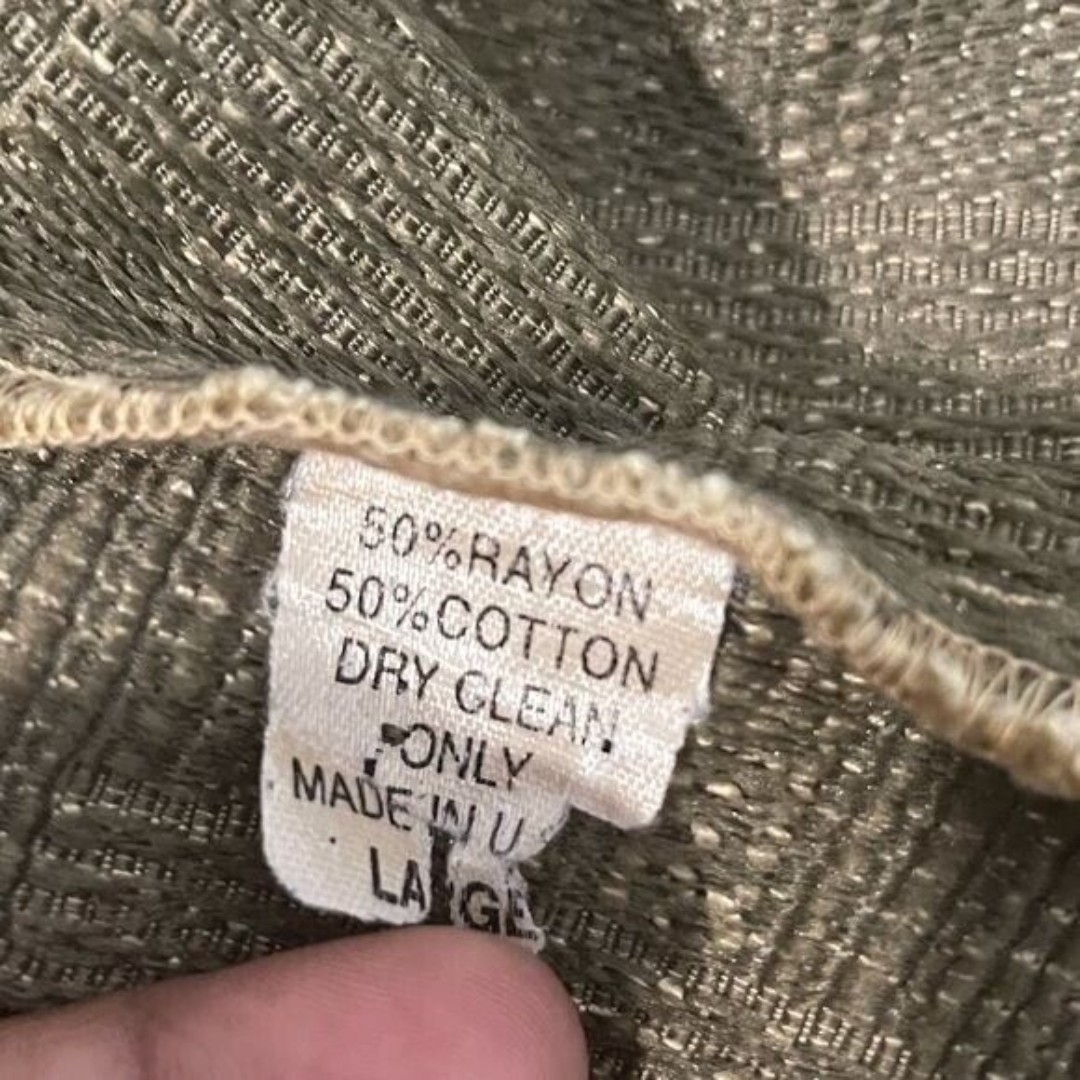 50%RAYON
50%COTTON
DRY CLEAN
ONLY
MADE IN U
LARGE